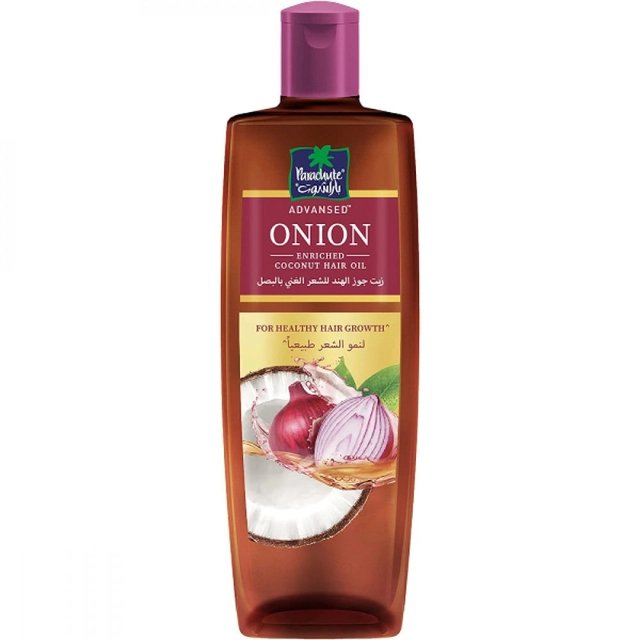 Parachute®
باراشوت®
ADVANSED™
ONION
ENRICHED
COCONUT HAIR OIL
زيت جوز الهند للشعر الغني بالبصل
FOR HEALTHY HAIR GROWTH^
لنمو الشعر طبيعياً^